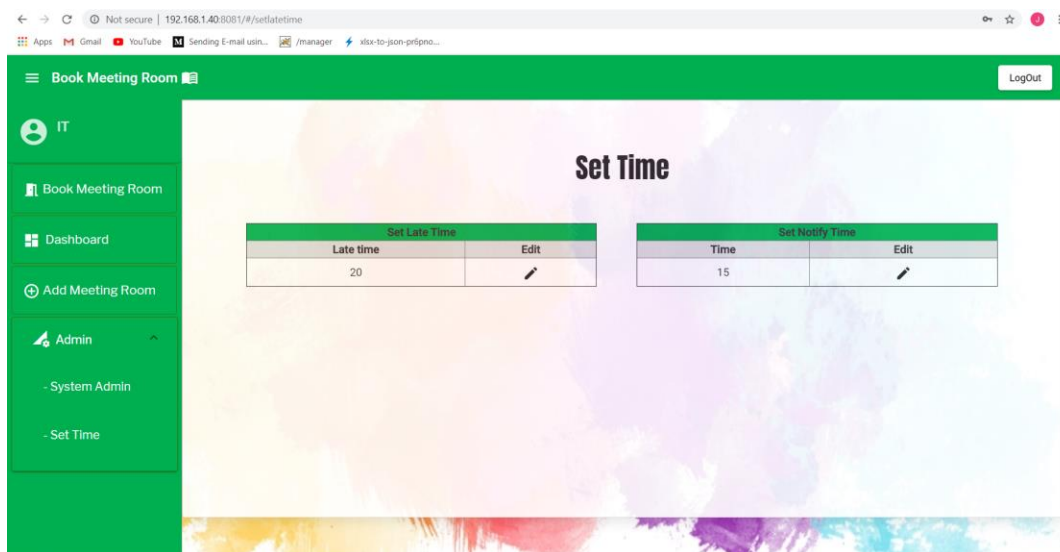 Not secure | 192.168.1.40:8081/#/setlatetime
Apps Gmail YouTube Sending E-mail usin... /manager xlsx-to-json-pr6pno...
Book Meeting Room LogOut
IT
Book Meeting Room
Dashboard
Add Meeting Room
Admin
- System Admin
- Set Time
Set Time
Set Late Time
Late time Edit
20
Set Notify Time
Time Edit
15